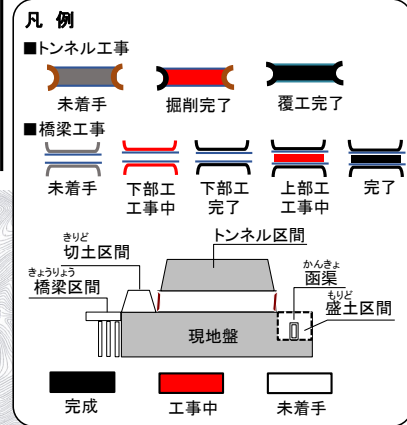 凡 例
■トンネル工事
未着手 掘削完了 覆工完了
■橋梁工事
未着手 下部工 下部工 上部工 完了
工事中 完了 工事中
トンネル区間
きりど
切土区間
かんきょ
函渠
きょうりょう
橋梁区間
もりど
盛土区間
現地盤
完成 工事中 未着手